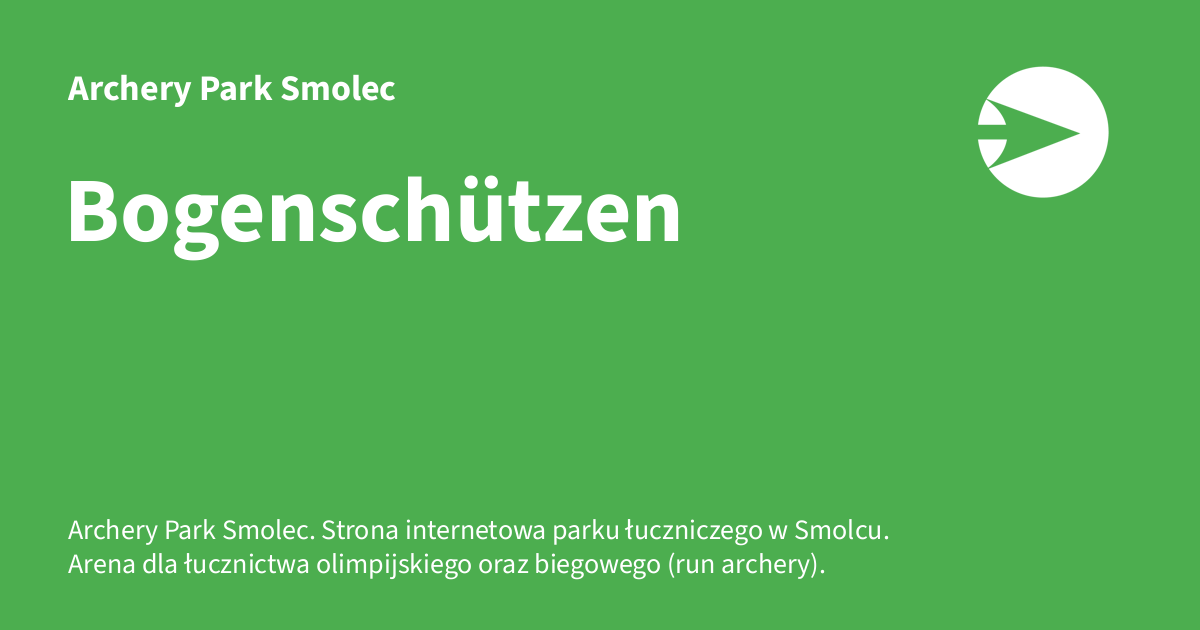 Archery Park Smolec
Bogenschützen
Archery Park Smolec. Strona internetowa parku łuczniczego w Smolcu.
Arena dla łucznictwa olimpijskiego oraz biegowego (run archery).